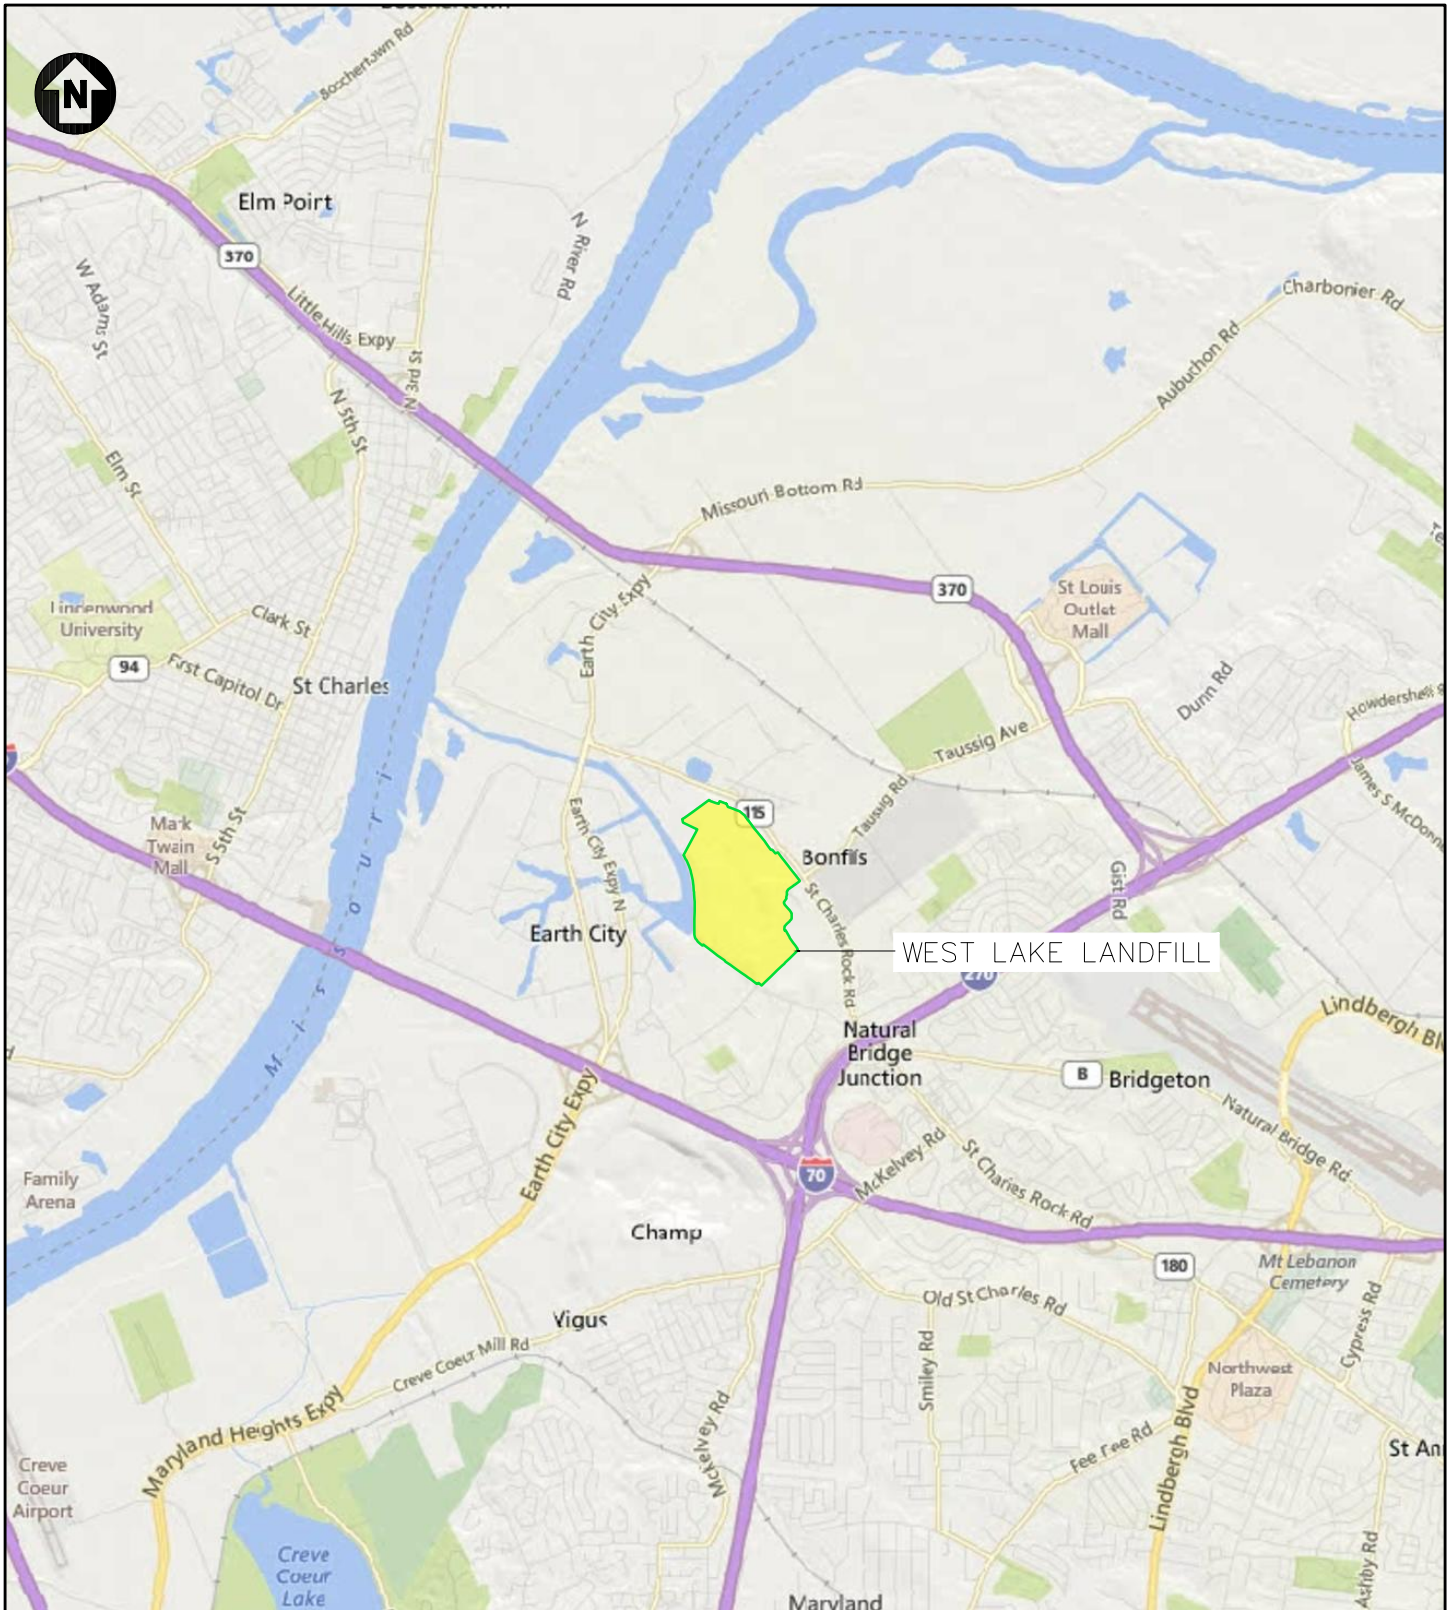 N
Boschertown Rd
Elm Point
N River Rd
370
W Adams St
Little Hills Expy
N 3rd St
N 5th St
Charbonier Rd
Aubuchon Rd
Elm St
Missouri Bottom Rd
370
St Louis
Outlet
Mall
Earth City Expy
Lindenwood
University
Clark St
94
First Capitol Dr
St Charles
Dunn Rd
Howdershell
Taussig Ave
James S McDonn
Mark
Twain
Mall
S 5th St
115
Taussig Rd
Bonfils
Earth City Expy N
Gist Rd
St Charles Rock Rd
Earth City
WEST LAKE LANDFILL
270
Missouri
Lindbergh Bl
Natural
Bridge
Junction
B
Bridgeton
Natural Bridge Rd
Earth City Expy
McKelvey Rd
St Charles Rock Rd
70
Family
Arena
Champ
180
Mt Lebanon
Cemetery
Old St Charles Rd
Cypress Rd
Vigus
Creve Coeur Mill Rd
Smiley Rd
Northwest
Plaza
Maryland Heights Expy
Mckelvey Rd
Fee Fee Rd
Lindbergh Blvd
St An
Creve
Coeur
Airport
Ashby Rd
Creve
Coeur
Lake
Maryland